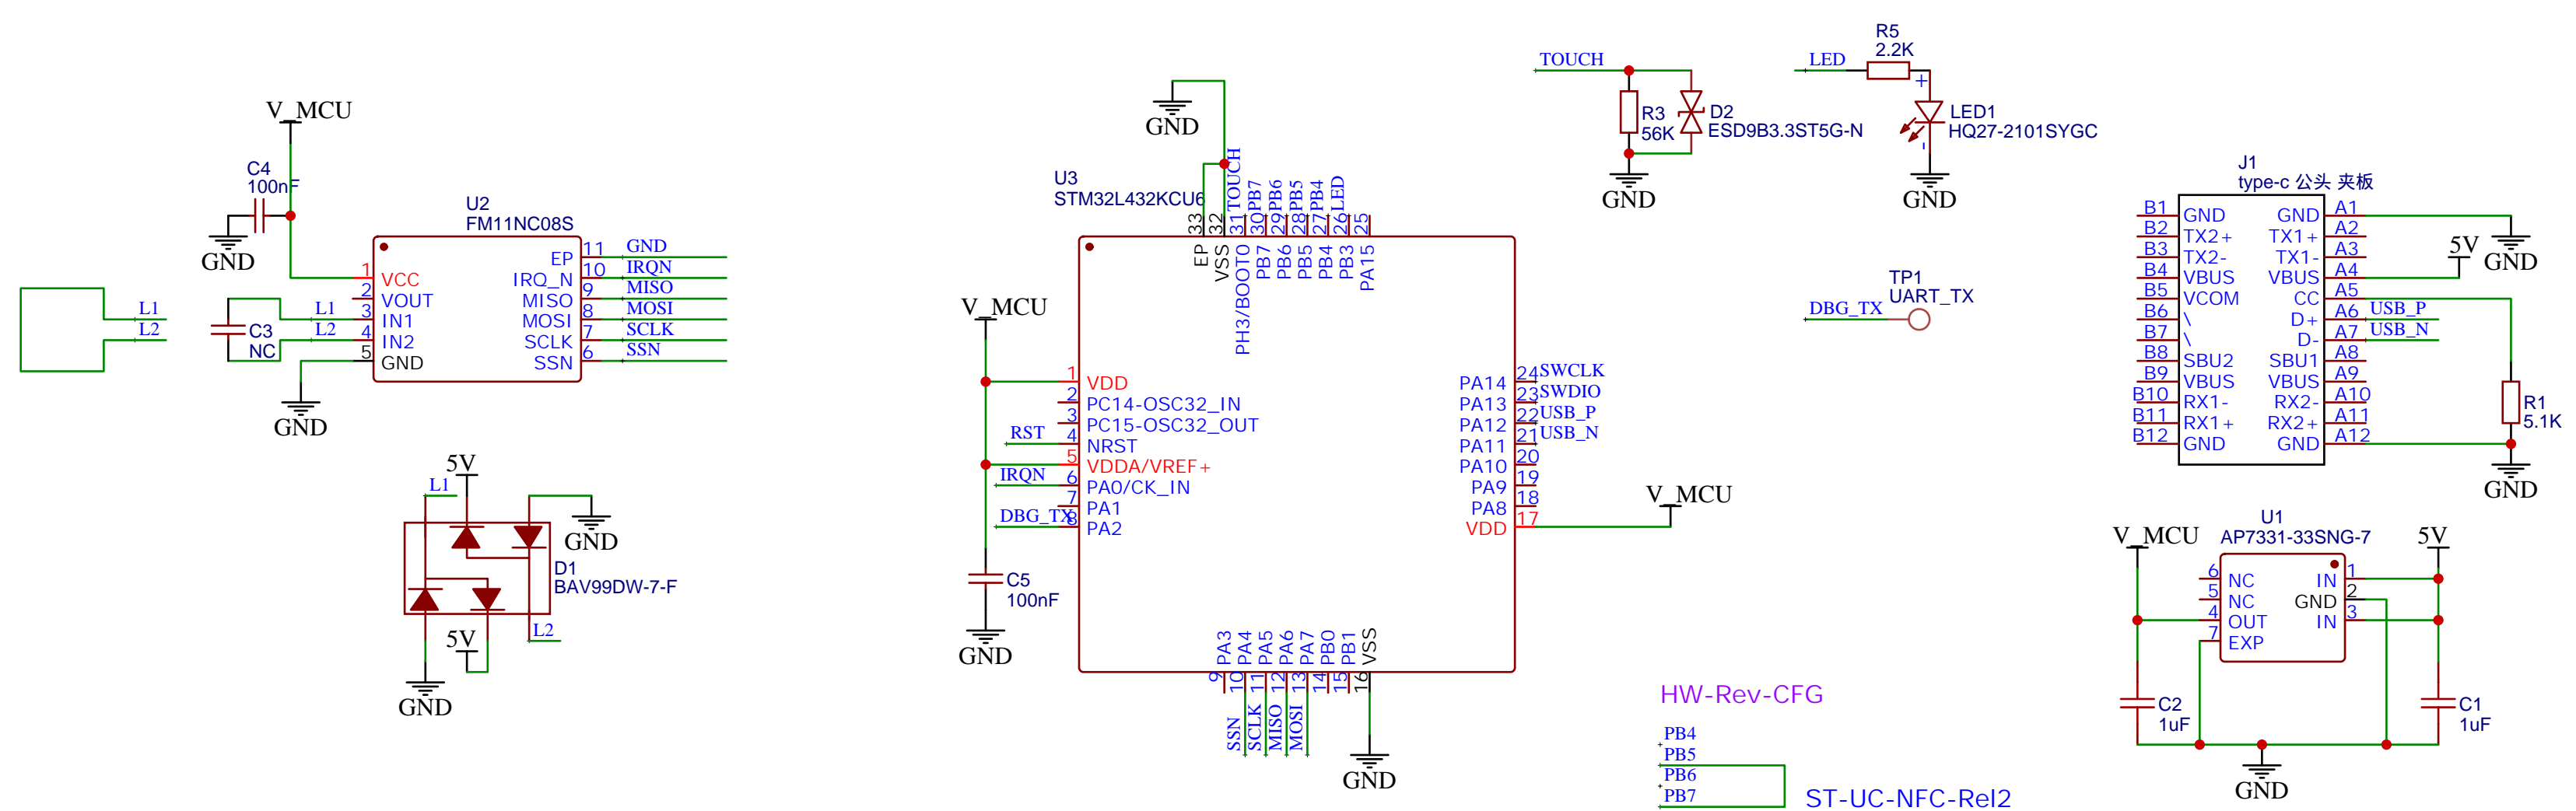 V_MCU
C4
100nF
GND
U2
FM11NC08S
1 VCC
2 VOUT
3 IN1
4 IN2
5 GND
EP 11 GND
IRQ_N 10 IRQN
MISO 9 MISO
MOSI 8 MOSI
SCLK 7 SCLK
SSN 6 SSN
L1
L2
L1
L2
C3
NC
GND
5V
L1
GND
D1
BAV99DW-7-F
5V
L2
GND
GND
U3
STM32L432KCU6
33 EP
32 VSS
TOUCH 31 PH3/BOOT0
PB7 30 PB7
PB6 29 PB6
PB5 28 PB5
PB4 27 PB4
LED 26 PB3
25 PA15
V_MCU
1 VDD
2 PC14-OSC32_IN
3 PC15-OSC32_OUT
RST 4 NRST
5 VDDA/VREF+
IRQN 6 PA0/CK_IN
7 PA1
DBG_TX 8 PA2
C5
100nF
GND
PA14 24 SWCLK
PA13 23 SWDIO
PA12 22 USB_P
PA11 21 USB_N
PA10 20
PA9 19
PA8 18
VDD 17
V_MCU
PA3 9
PA4 10 SSN
PA5 11 SCLK
PA6 12 MISO
PA7 13 MOSI
PB0 14
PB1 15
VSS 16
GND
TOUCH
R3
56K
D2
ESD9B3.3ST5G-N
GND
LED
R5
2.2K
+
LED1
HQ27-2101SYGC
-
GND
TP1
UART_TX
DBG_TX
J1
type-c 公头 夹板
B1 GND GND A1
B2 TX2+ TX1+ A2
B3 TX2- TX1- A3
B4 VBUS VBUS A4
B5 VCOM CC A5
B6 \ D+ A6 USB_P
B7 \ D- A7 USB_N
B8 SBU2 SBU1 A8
B9 VBUS VBUS A9
B10 RX1- RX2- A10
B11 RX1+ RX2+ A11
B12 GND GND A12
5V
GND
R1
5.1K
GND
U1
AP7331-33SNG-7
V_MCU
5V
6 NC IN 1
5 NC GND 2
4 OUT IN 3
7 EXP
C2
1uF
C1
1uF
GND
HW-Rev-CFG
PB4
PB5
PB6
PB7
ST-UC-NFC-Rel2